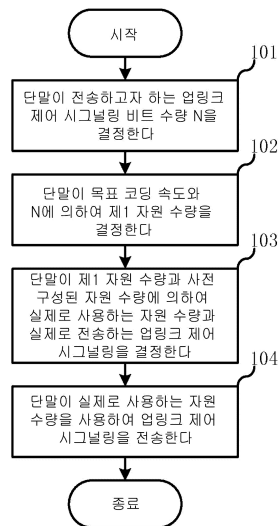 시작
101
단말이 전송하고자 하는 업링크
제어 시그널링 비트 수량 N을
결정한다
102
단말이 목표 코딩 속도와
N에 의하여 제1 자원 수량을
결정한다
103
단말이 제1 자원 수량과 사전
구성된 자원 수량에 의하여
실제로 사용하는 자원 수량과
실제로 전송하는 업링크 제어
시그널링을 결정한다
104
단말이 실제로 사용하는 자원
수량을 사용하여 업링크 제어
시그널링을 전송한다
종료